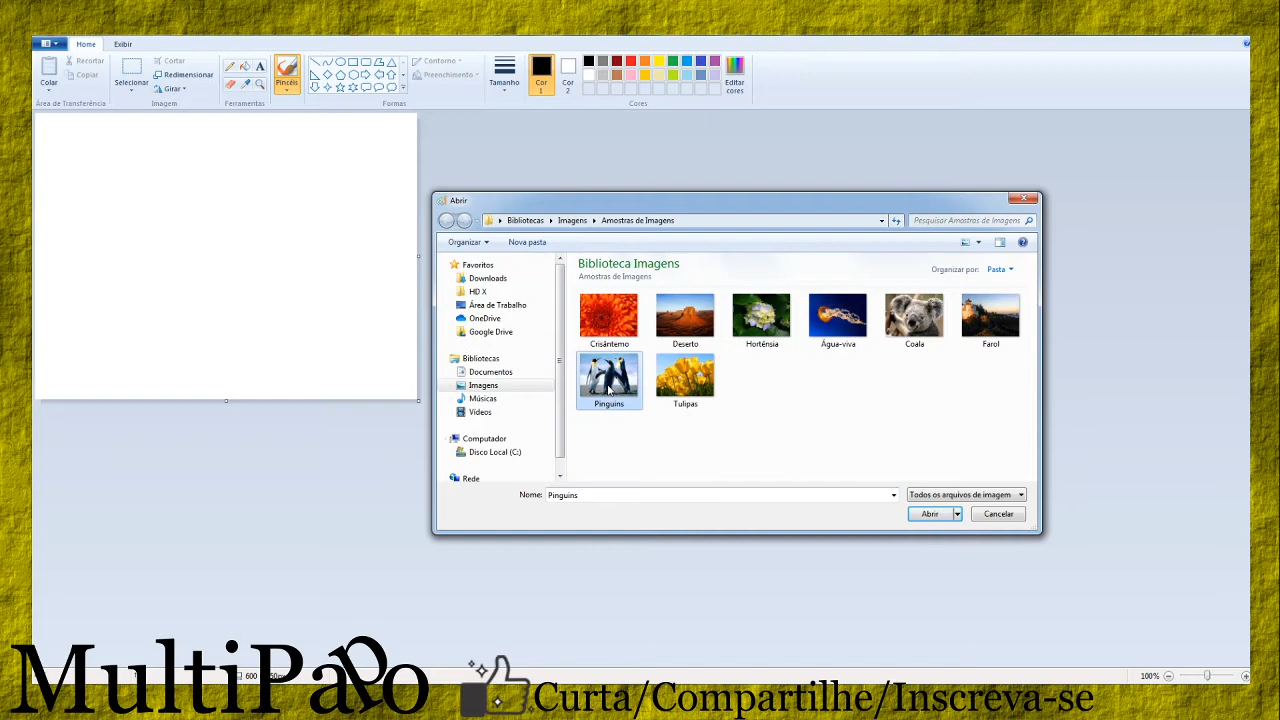 Home Exibir
Colar
Recortar
Copiar
Área de Transferência
Selecionar
Cortar
Redimensionar
Girar
Imagem
Ferramentas
Pincéis
Contorno
Preenchimento
Formas
Tamanho
Cor 1
Cor 2
Editar cores
Cores
Abrir
Bibliotecas Imagens Amostras de Imagens
Pesquisar Amostras de Imagens
Organizar Nova pasta
Favoritos
Downloads
HD X
Área de Trabalho
OneDrive
Google Drive
Bibliotecas
Documentos
Imagens
Músicas
Vídeos
Computador
Disco Local (C:)
Rede
Biblioteca Imagens
Amostras de Imagens
Organizar por: Pasta
Crisântemo Deserto Hortênsia Água-viva Coala Farol
Pinguins Tulipas
Nome: Pinguins
Todos os arquivos de imagem
Abrir Cancelar
600
100%
MultiPapo
Curta/Compartilhe/Inscreva-se